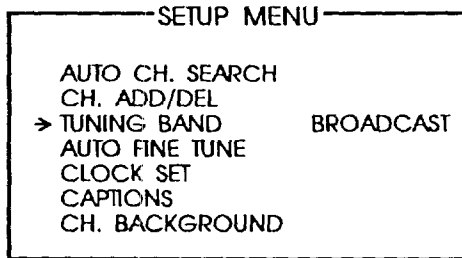 SETUP MENU
AUTO CH. SEARCH
CH. ADD/DEL
→ TUNING BAND BROADCAST
AUTO FINE TUNE
CLOCK SET
CAPTIONS
CH. BACKGROUND